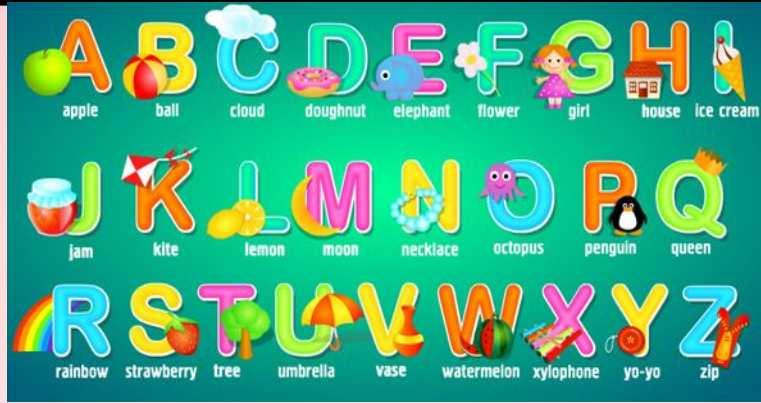 A B C D E F G H I
apple ball cloud doughnut elephant flower girl house ice cream
J K L M N O P Q
jam kite lemon moon necklace octopus penguin queen
R S T U V W X Y Z
rainbow strawberry tree umbrella vase watermelon xylophone yo-yo zip